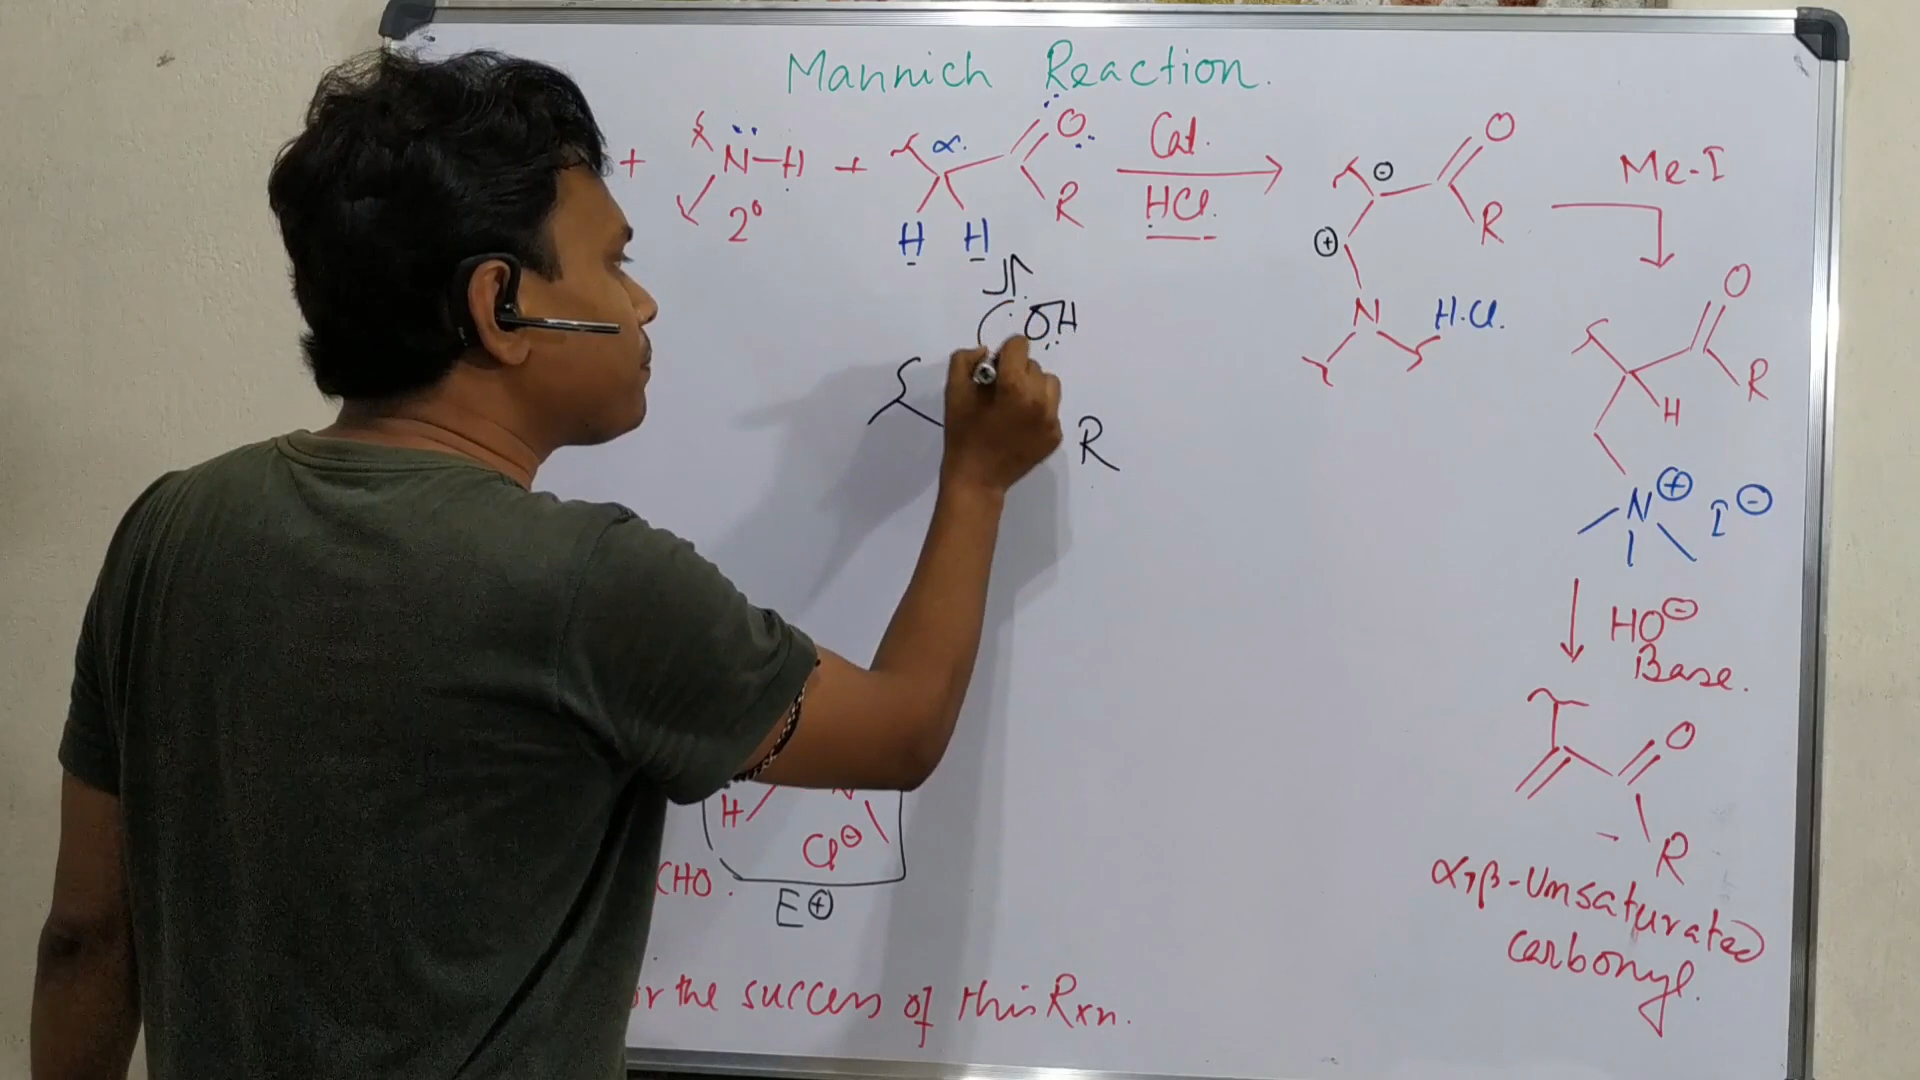 Mannich Reaction.
+ N-H + α O Cat. ⊖ O Me-I
2° H H R HCl. ⊕ R
OH N H.Cl. O
R H R
N⊕ I⊖
HO⊖
Base.
O
H N R
Cl⊖
CHO.
E⊕
α,β-Unsaturated
carbonyl.
the success of this Rxn.